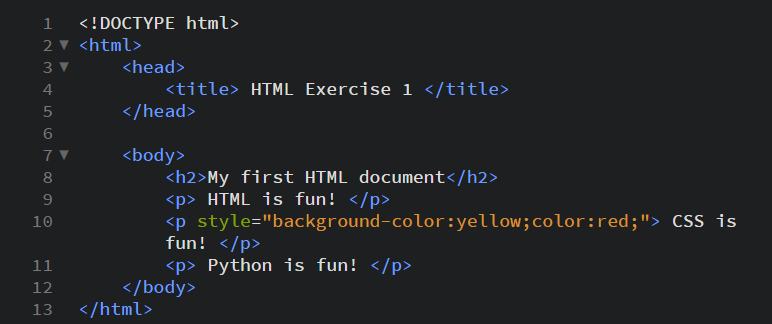 1 <!DOCTYPE html>
2 <html>
3 <head>
4 <title> HTML Exercise 1 </title>
5 </head>
6
7 <body>
8 <h2>My first HTML document</h2>
9 <p> HTML is fun! </p>
10 <p style="background-color:yellow;color:red;"> CSS is
fun! </p>
11 <p> Python is fun! </p>
12 </body>
13 </html>